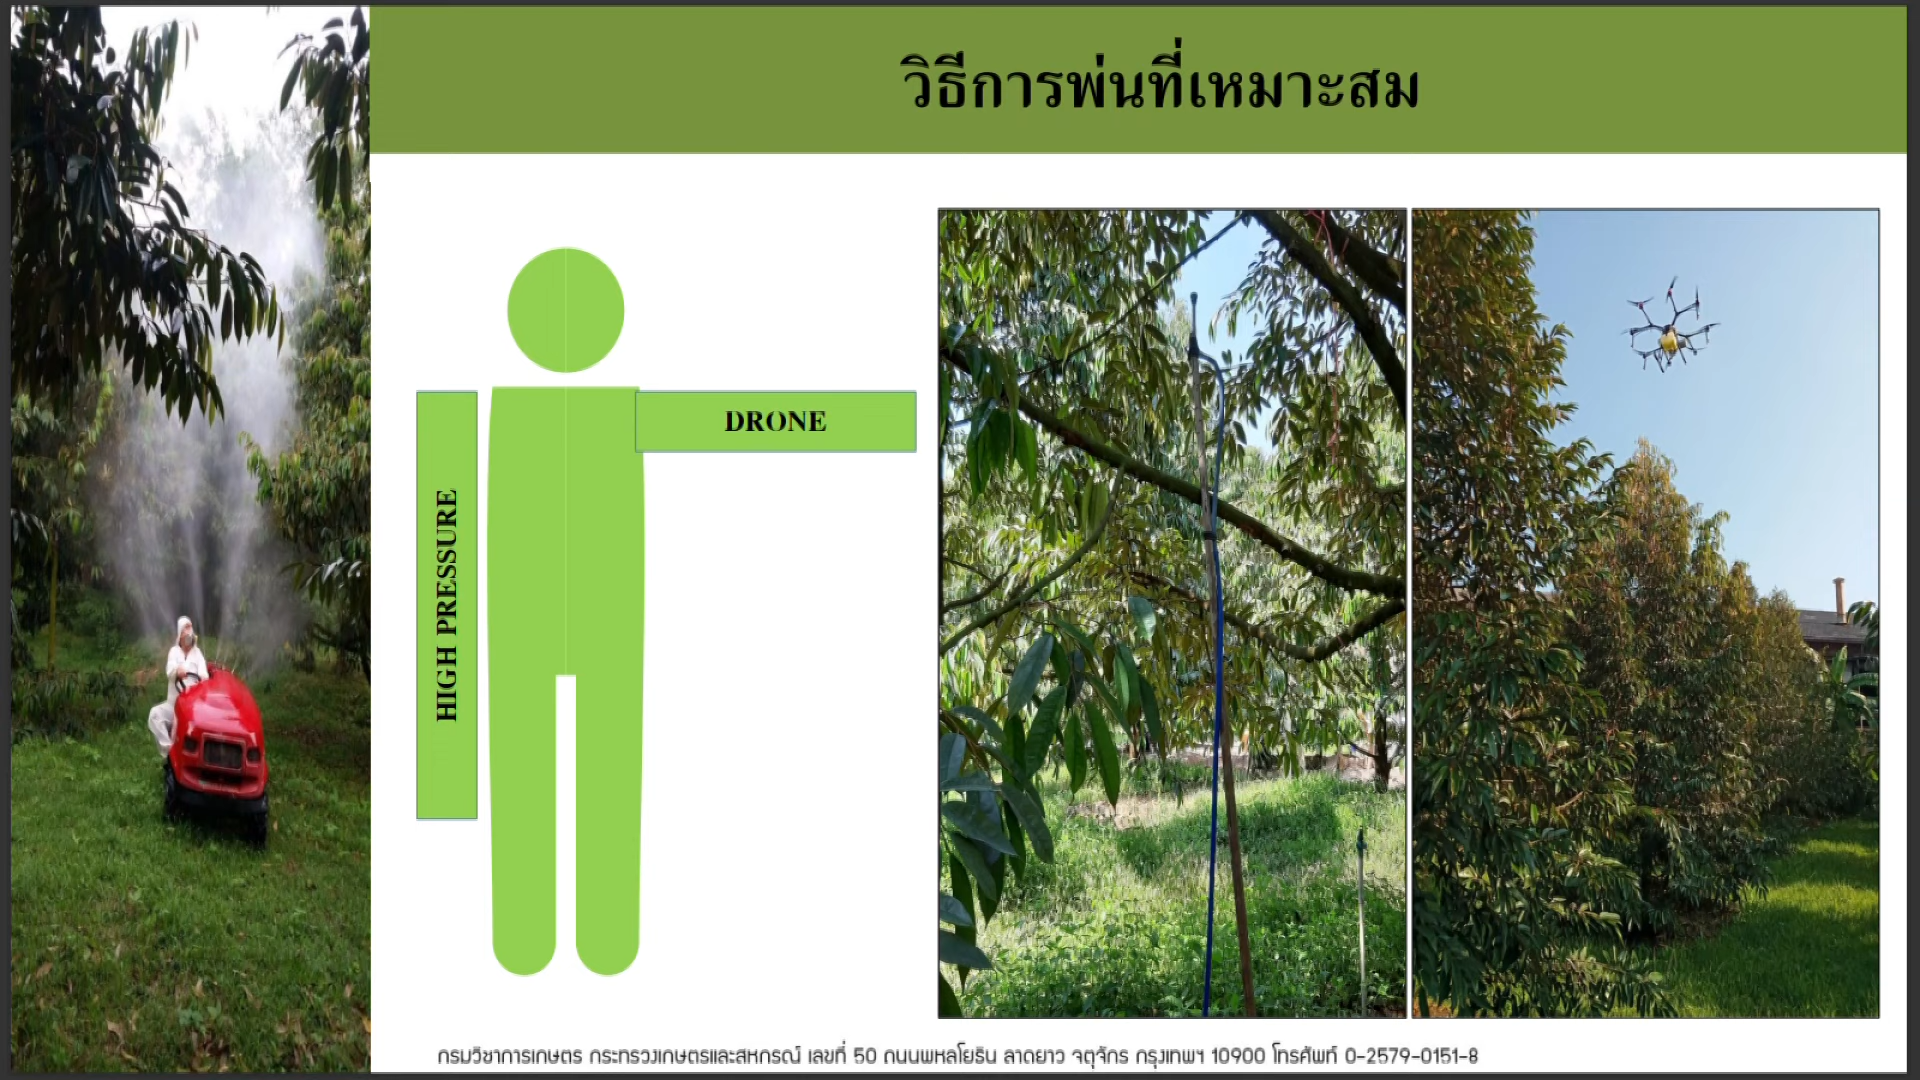 วิธีการพ่นที่เหมาะสม
DRONE
HIGH PRESSURE
กรมวิชาการเกษตร กระทรวงเกษตรและสหกรณ์ เลขที่ 50 ถนนพหลโยธิน ลาดยาว จตุจักร กรุงเทพฯ 10900 โทรศัพท์ 0-2579-0151-8